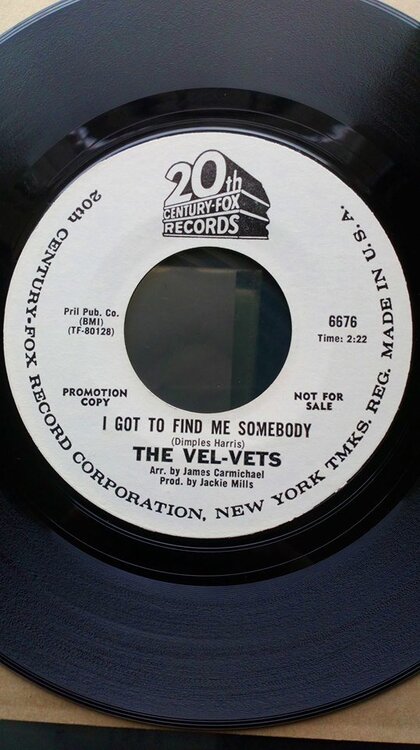 20th
CENTURY-FOX
RECORDS
Pril Pub. Co.
(BMI)
(TF-80128)
6676
Time: 2:22
PROMOTION
COPY
NOT FOR
SALE
I GOT TO FIND ME SOMEBODY
(Dimples Harris)
THE VEL-VETS
Arr. by James Carmichael
Prod. by Jackie Mills
20th CENTURY-FOX RECORD CORPORATION, NEW YORK TMKS. REG. MADE IN U.S.A.